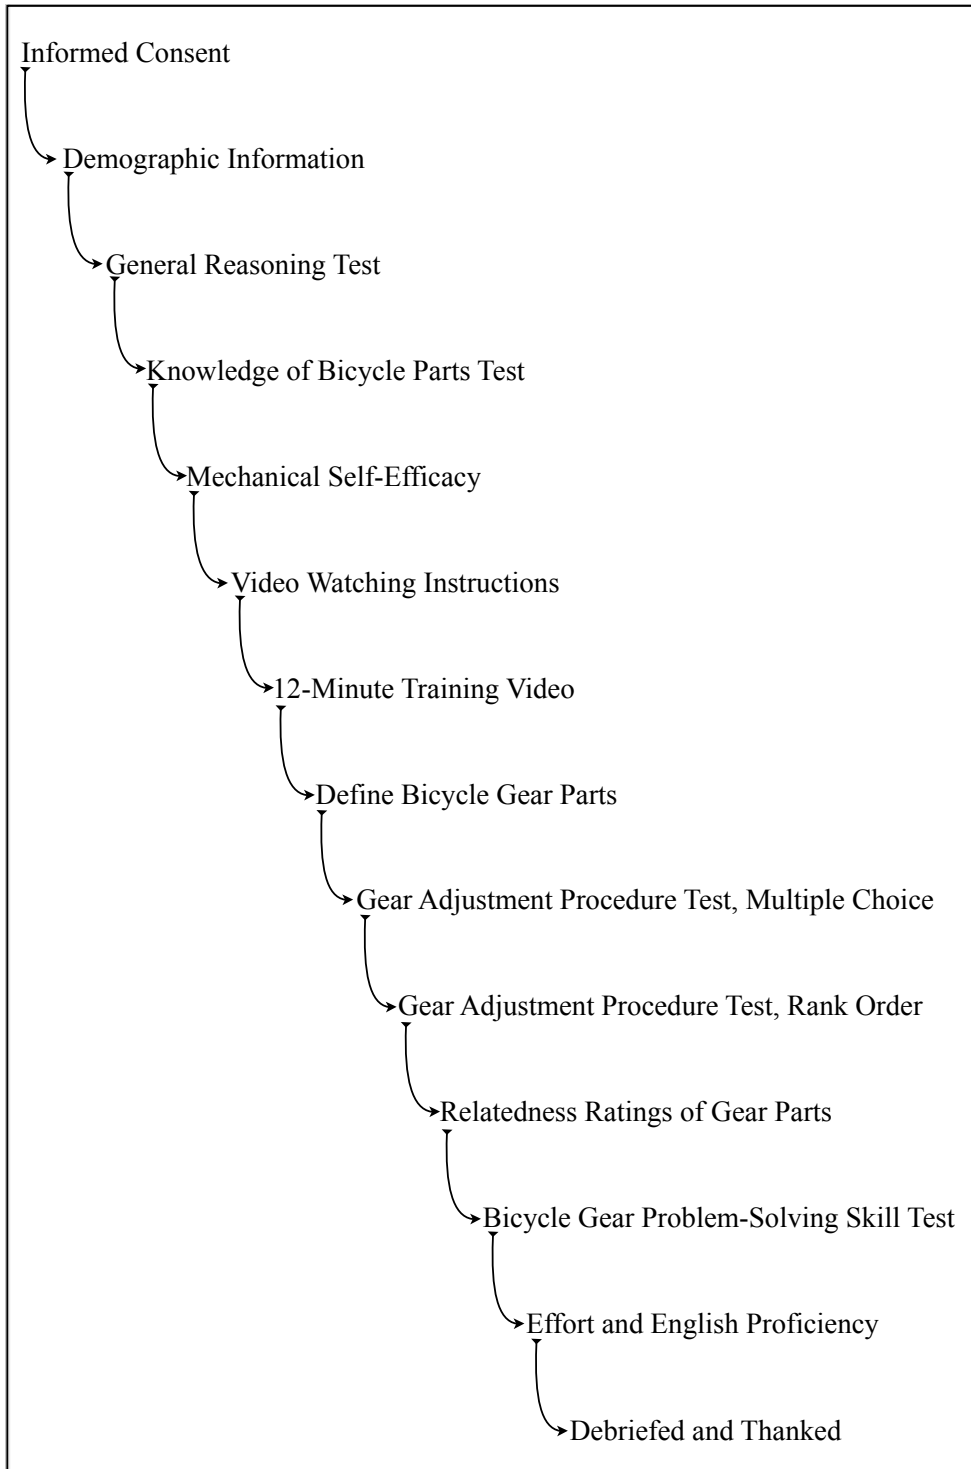 Informed Consent
Demographic Information
General Reasoning Test
Knowledge of Bicycle Parts Test
Mechanical Self-Efficacy
Video Watching Instructions
12-Minute Training Video
Define Bicycle Gear Parts
Gear Adjustment Procedure Test, Multiple Choice
Gear Adjustment Procedure Test, Rank Order
Relatedness Ratings of Gear Parts
Bicycle Gear Problem-Solving Skill Test
Effort and English Proficiency
Debriefed and Thanked